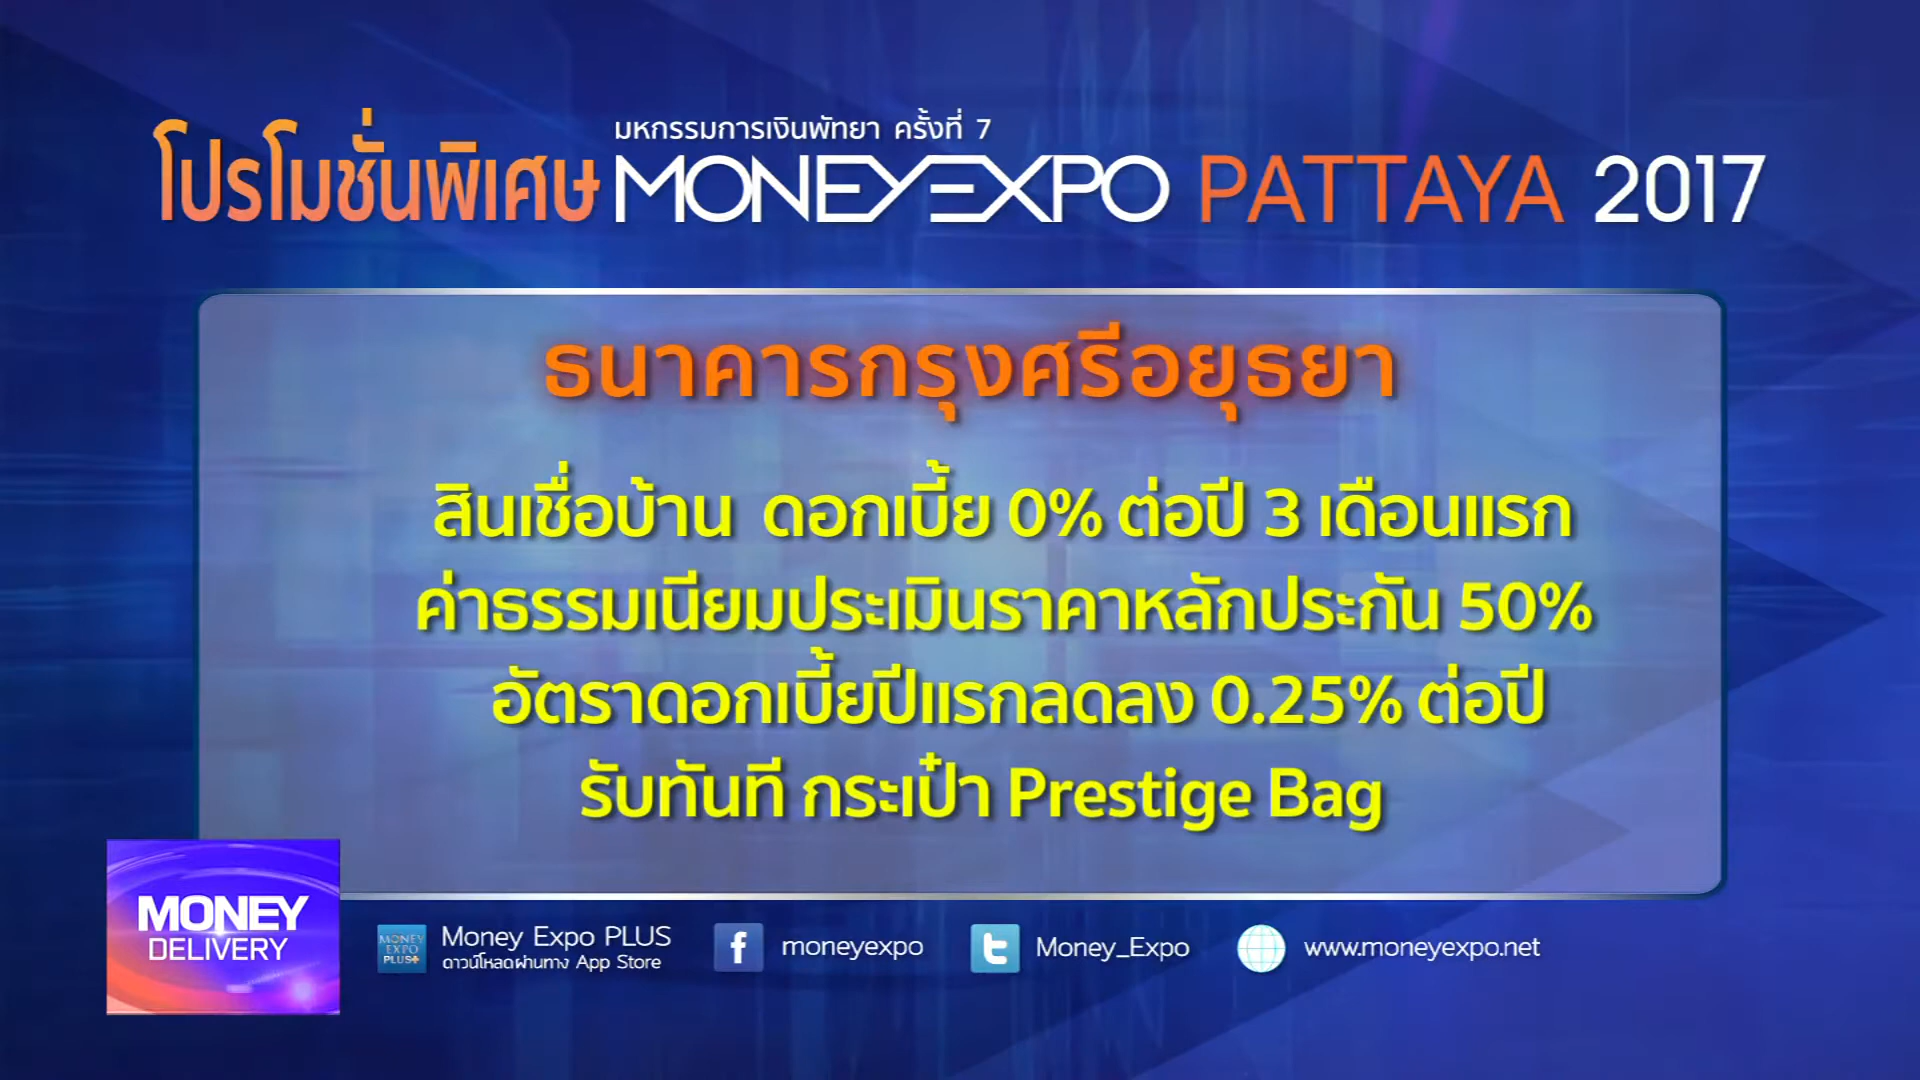 โปรโมชั่นพิเศษ
มหกรรมการเงินพัทยา ครั้งที่ 7
MONEYEXPO PATTAYA 2017
ธนาคารกรุงศรีอยุธยา
สินเชื่อบ้าน ดอกเบี้ย 0% ต่อปี 3 เดือนแรก
ค่าธรรมเนียมประเมินราคาหลักประกัน 50%
อัตราดอกเบี้ยปีแรกลดลง 0.25% ต่อปี
รับทันที กระเป๋า Prestige Bag
MONEY
DELIVERY
MONEY
EXPO
PLUS+
Money Expo PLUS
ดาวน์โหลดผ่านทาง App Store
f
moneyexpo
t
Money_Expo
www.moneyexpo.net